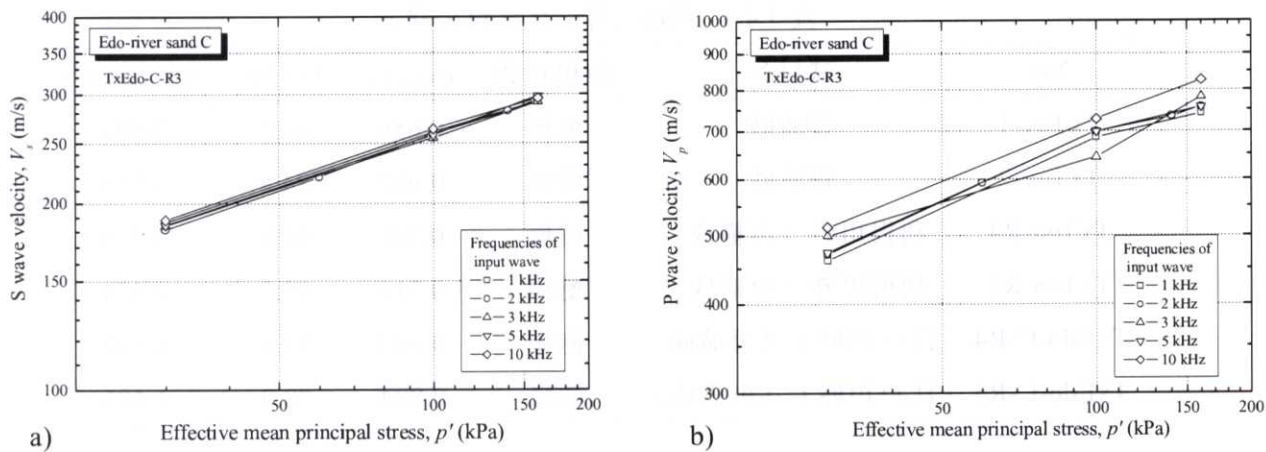 400
300
250
200
150
100
S wave velocity, Vs (m/s)
Edo-river sand C
TxEdo-C-R3
Frequencies of
input wave
1 kHz
2 kHz
3 kHz
5 kHz
10 kHz
50
100
150
200
Effective mean principal stress, p' (kPa)
a)
1000
900
800
700
600
500
400
300
P wave velocity, Vp (m/s)
Edo-river sand C
TxEdo-C-R3
Frequencies of
input wave
1 kHz
2 kHz
3 kHz
5 kHz
10 kHz
50
100
150
200
Effective mean principal stress, p' (kPa)
b)